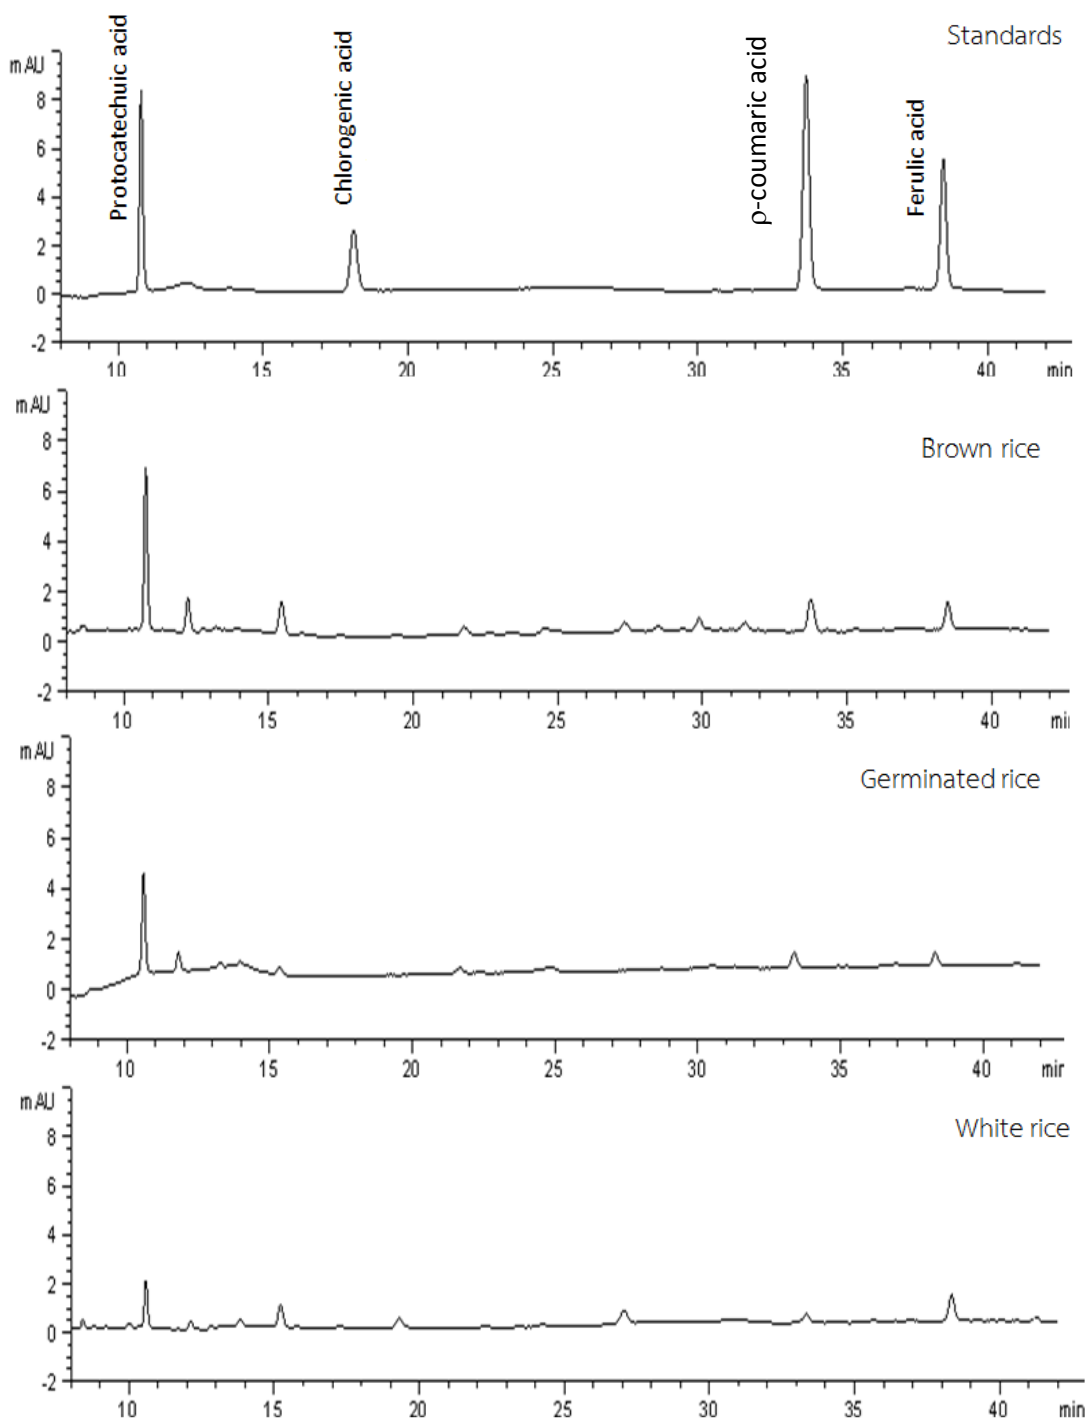 Standards
mAU
Protocatechuic acid
Chlorogenic acid
ρ-coumaric acid
Ferulic acid
8
6
4
2
0
-2
10 15 20 25 30 35 40 min
mAU
Brown rice
8
6
4
2
0
-2
10 15 20 25 30 35 40 mi
mAU
Germinated rice
8
6
4
2
0
-2
10 15 20 25 30 35 40 mir
mAU
White rice
8
6
4
2
0
-2
10 15 20 25 30 35 40 min